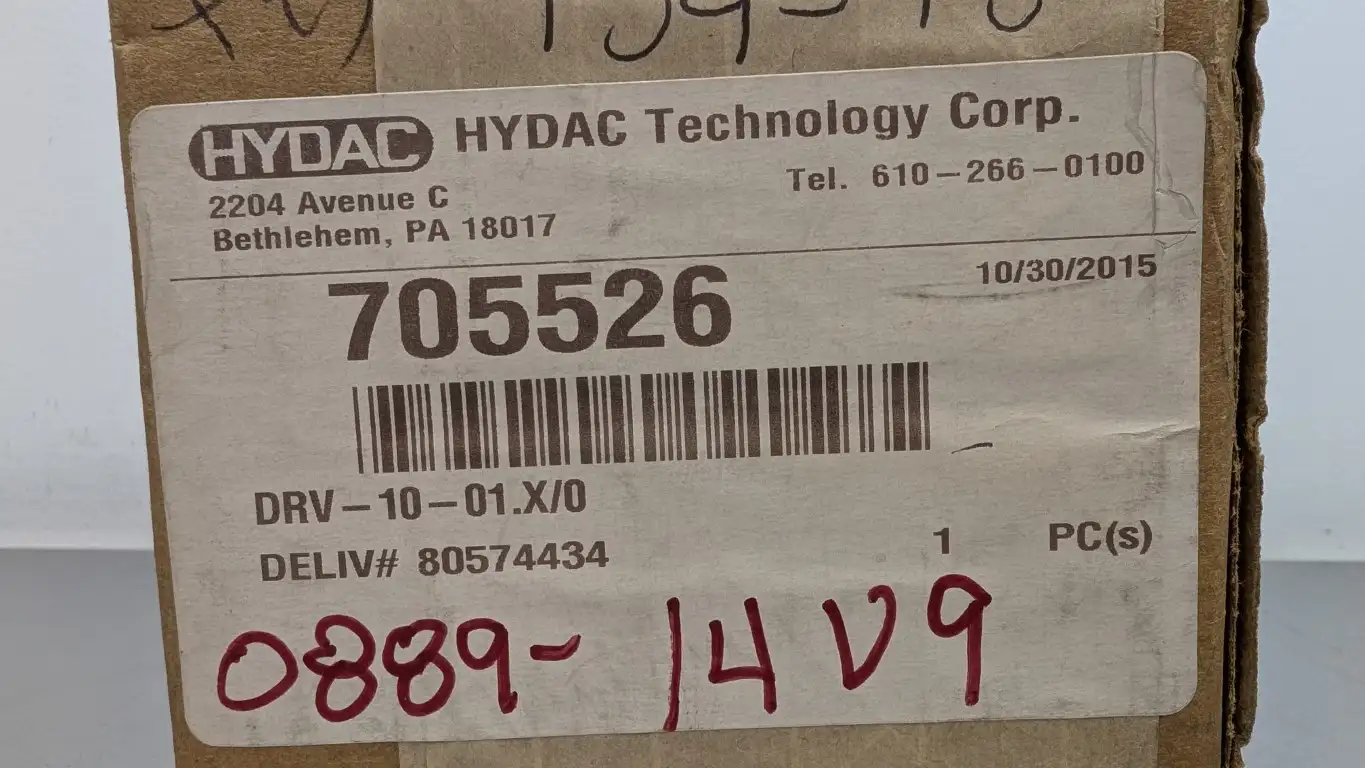 HYDAC HYDAC Technology Corp.
2204 Avenue C Tel. 610-266-0100
Bethlehem, PA 18017
10/30/2015
705526
DRV-10-01.X/0
DELIV# 80574434 1 PC(s)
0889-14V9